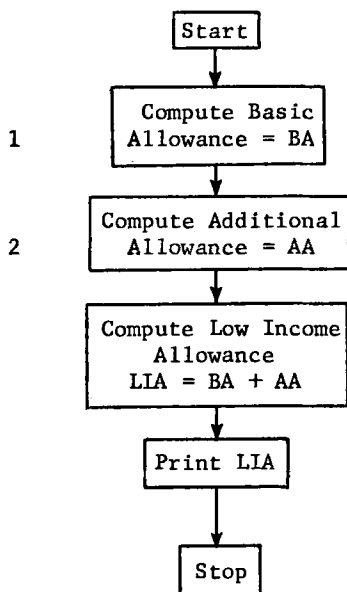 Start
1
Compute Basic
Allowance = BA
2
Compute Additional
Allowance = AA
Compute Low Income
Allowance
LIA = BA + AA
Print LIA
Stop